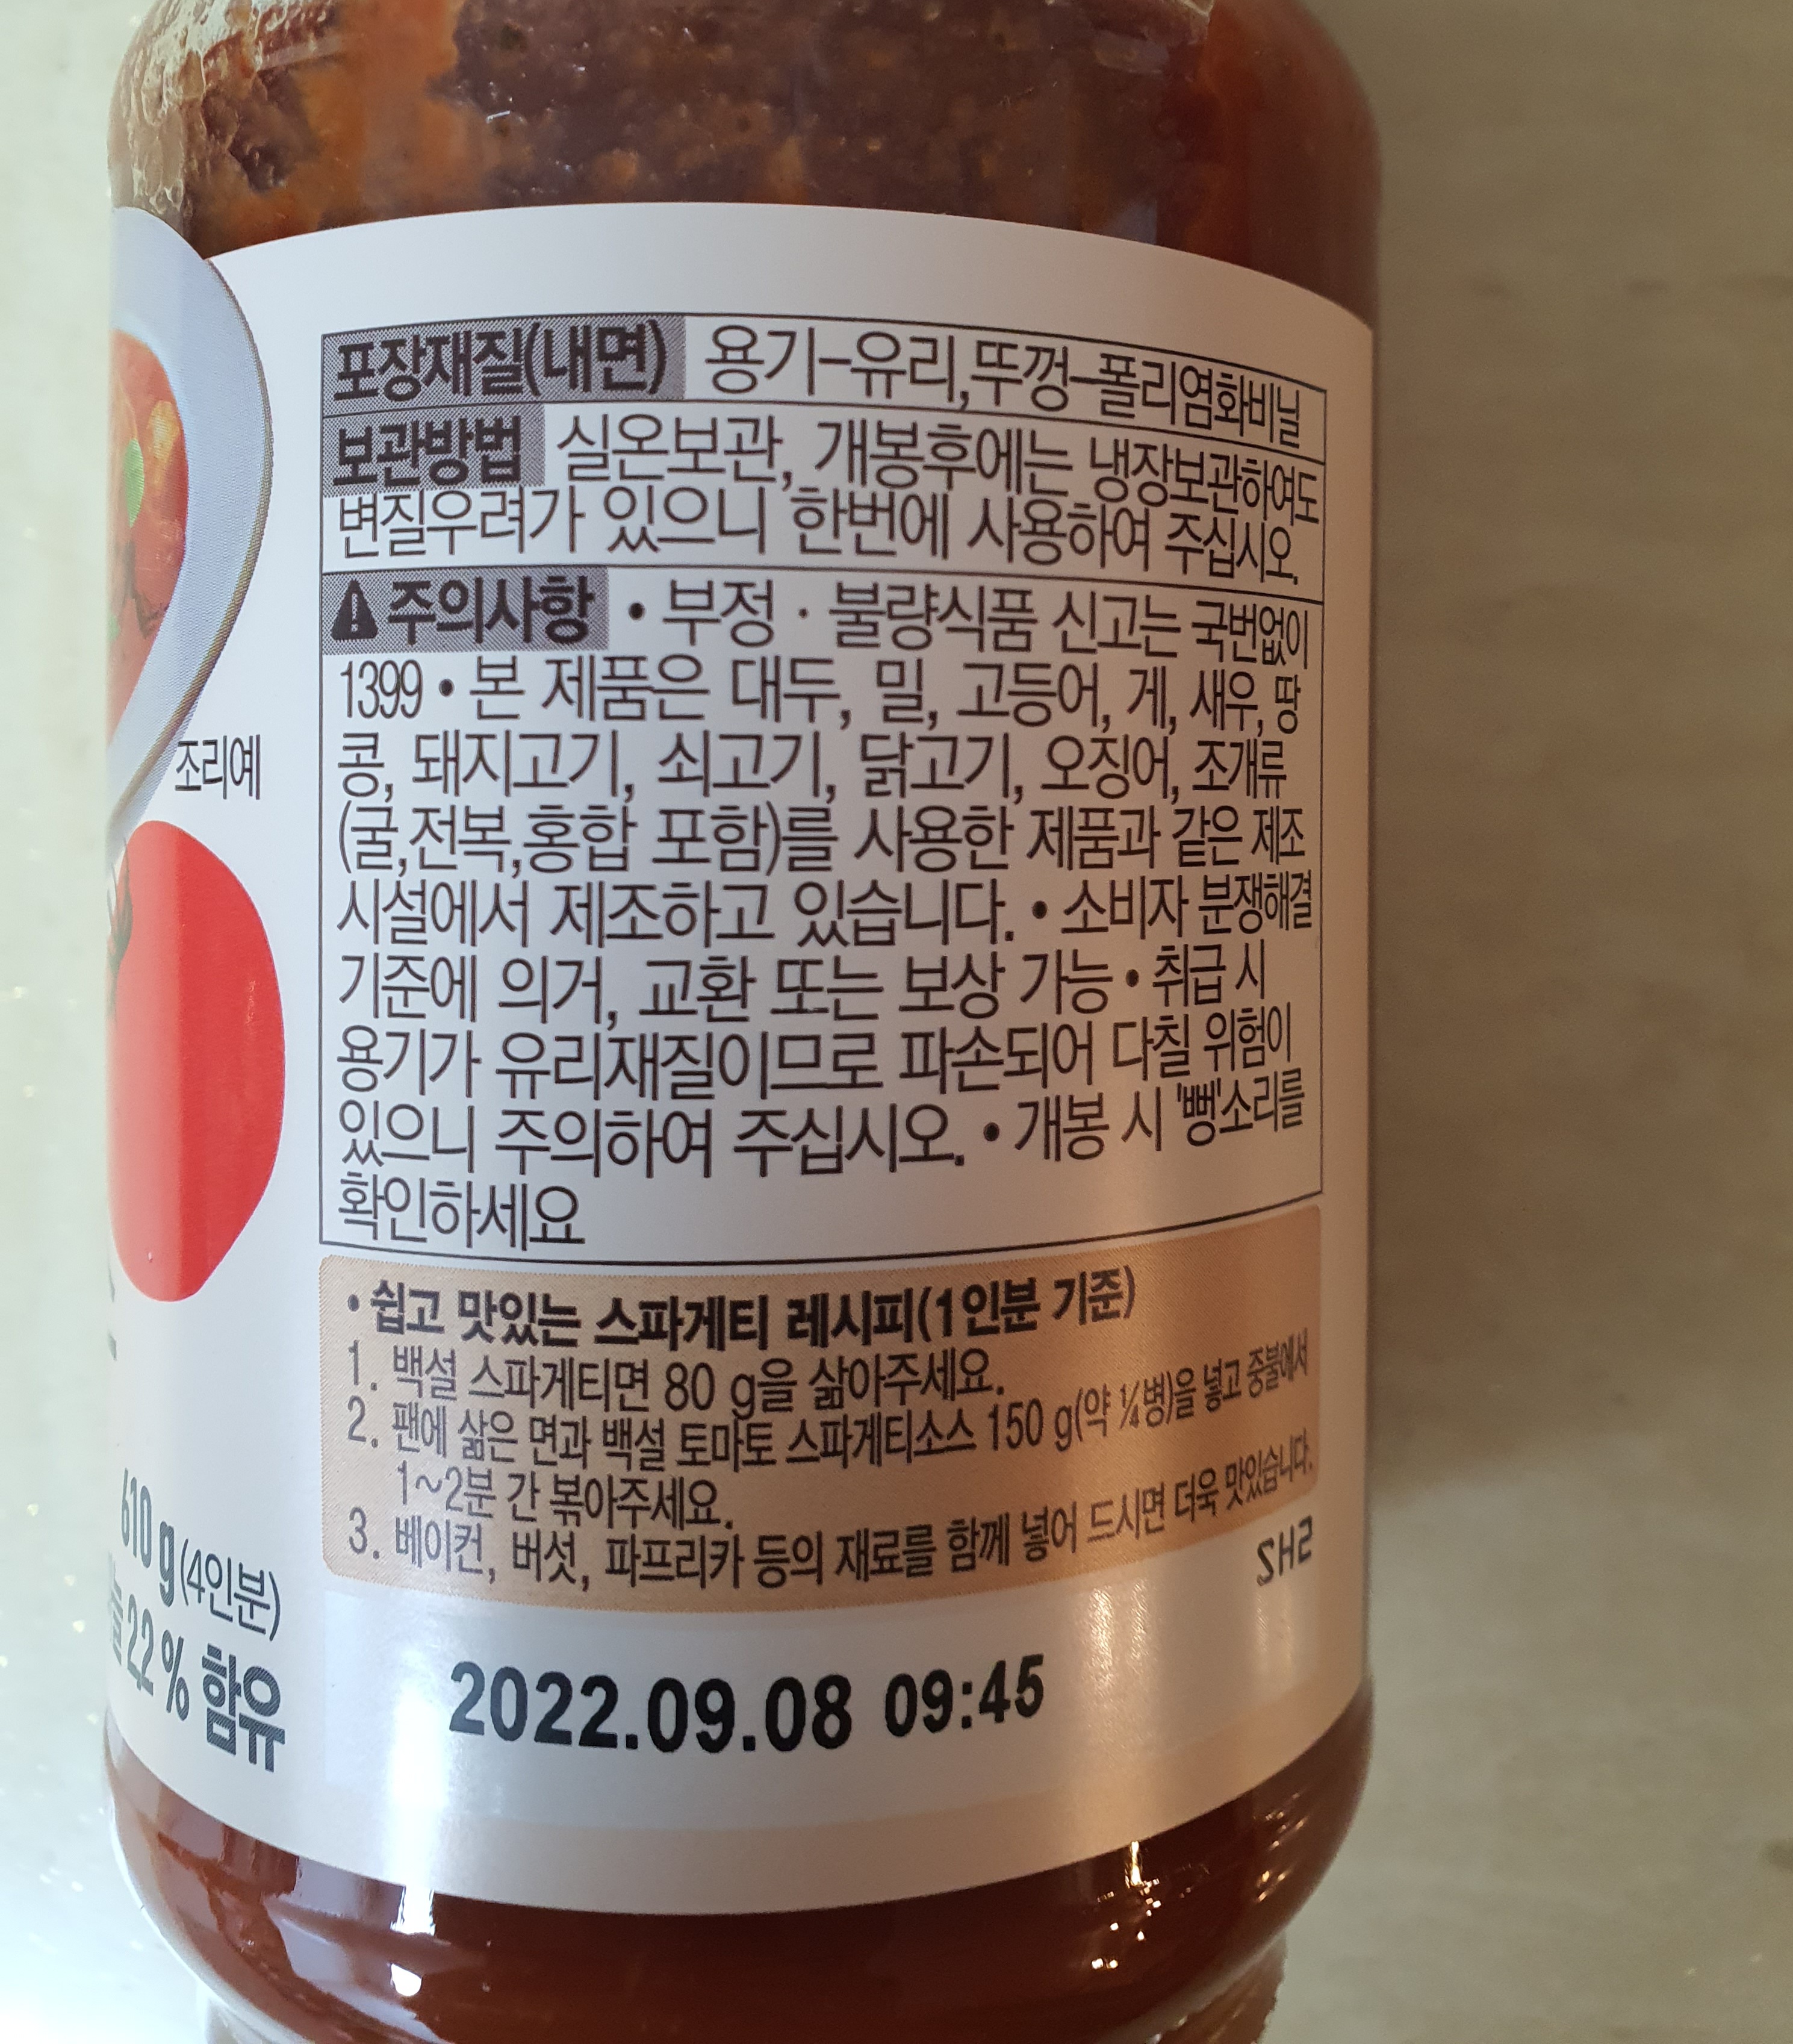 포장재질(내면) 용기-유리,뚜껑-폴리염화비닐
보관방법 실온보관, 개봉후에는 냉장보관하여도
변질우려가 있으니 한번에 사용하여 주십시오.
주의사항 • 부정 · 불량식품 신고는 국번없이
1399 • 본 제품은 대두, 밀, 고등어, 게, 새우, 땅
콩, 돼지고기, 쇠고기, 닭고기, 오징어, 조개류
(굴,전복,홍합 포함)를 사용한 제품과 같은 제조
시설에서 제조하고 있습니다. • 소비자 분쟁해결
기준에 의거, 교환 또는 보상 가능 • 취급 시
용기가 유리재질이므로 파손되어 다칠 위험이
있으니 주의하여 주십시오. • 개봉 시 '뻥'소리를
확인하세요
조리예
• 쉽고 맛있는 스파게티 레시피(1인분 기준)
1. 백설 스파게티면 80 g을 삶아주세요.
2. 팬에 삶은 면과 백설 토마토 스파게티소스 150 g(약 ¼병)을 넣고 중불에서
1~2분 간 볶아주세요.
3. 베이컨, 버섯, 파프리카 등의 재료를 함께 넣어 드시면 더욱 맛있습니다.
SH2
610 g (4인분)
22 % 함유
2022.09.08 09:45